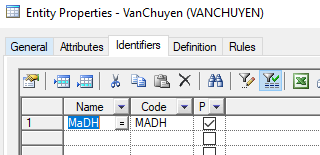 Entity Properties - VanChuyen (VANCHUYEN)
General Attributes Identifiers Definition Rules
Name Code P
1 MaDH = MADH